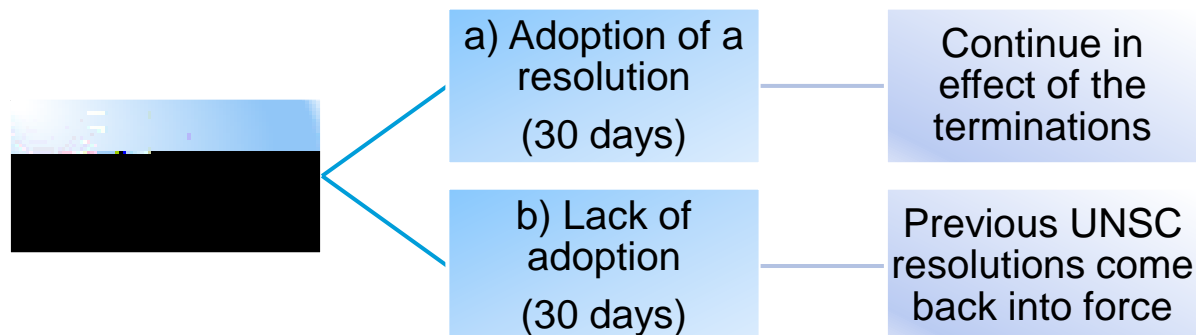 a) Adoption of a
resolution
(30 days)
Continue in
effect of the
terminations
b) Lack of
adoption
(30 days)
Previous UNSC
resolutions come
back into force